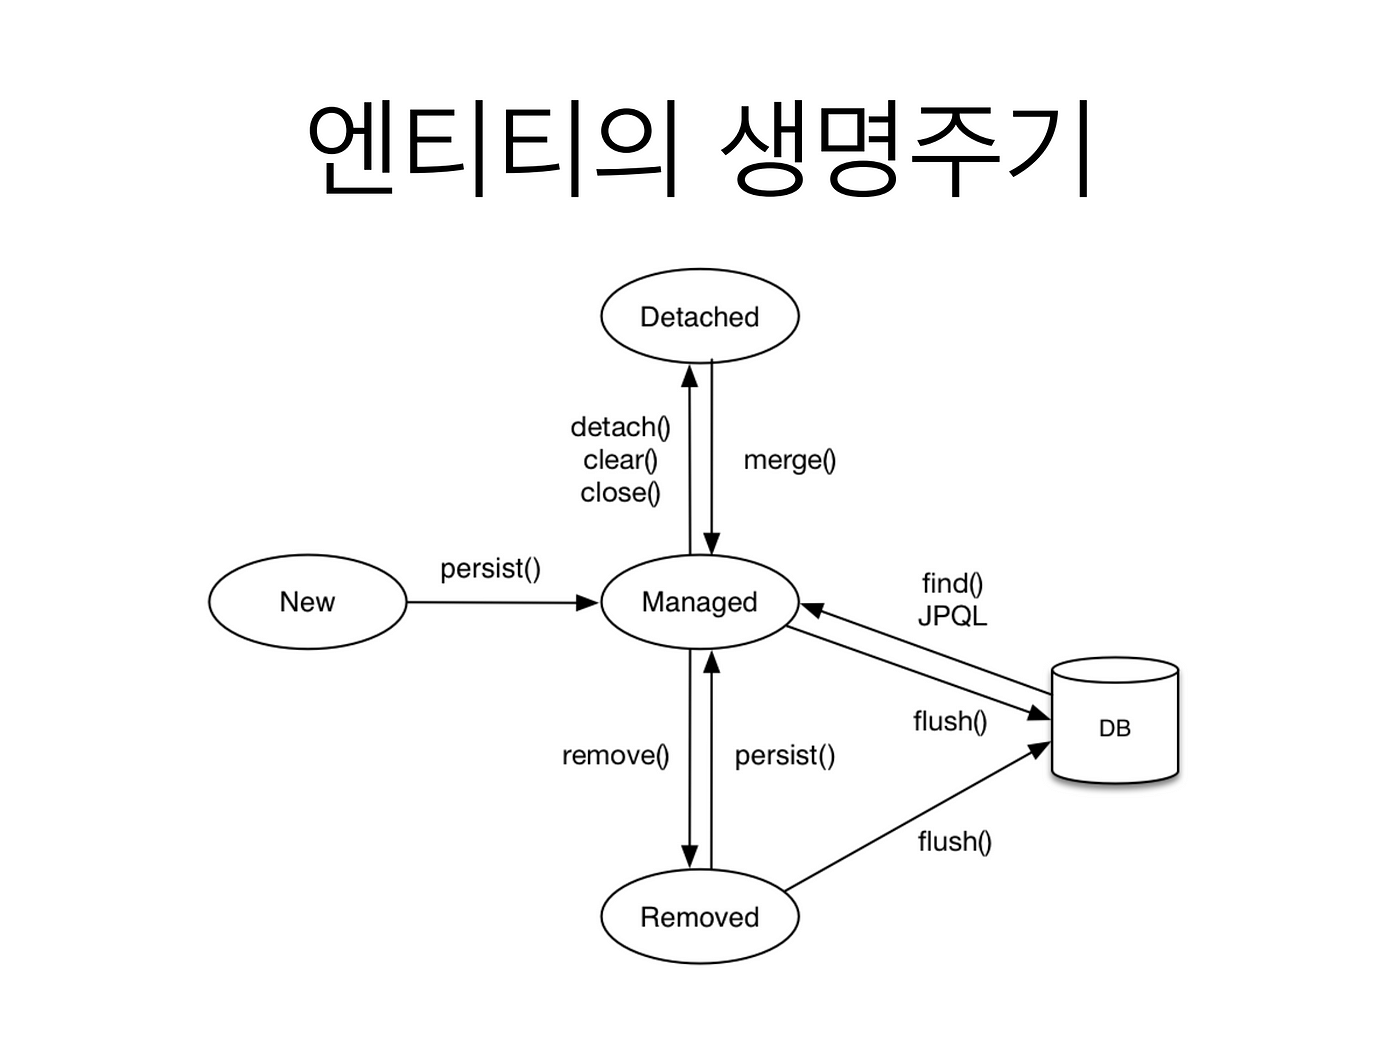 엔티티의 생명주기
Detached
detach()
clear()
close()
merge()
New
persist()
Managed
find()
JPQL
flush()
DB
remove()
persist()
flush()
Removed